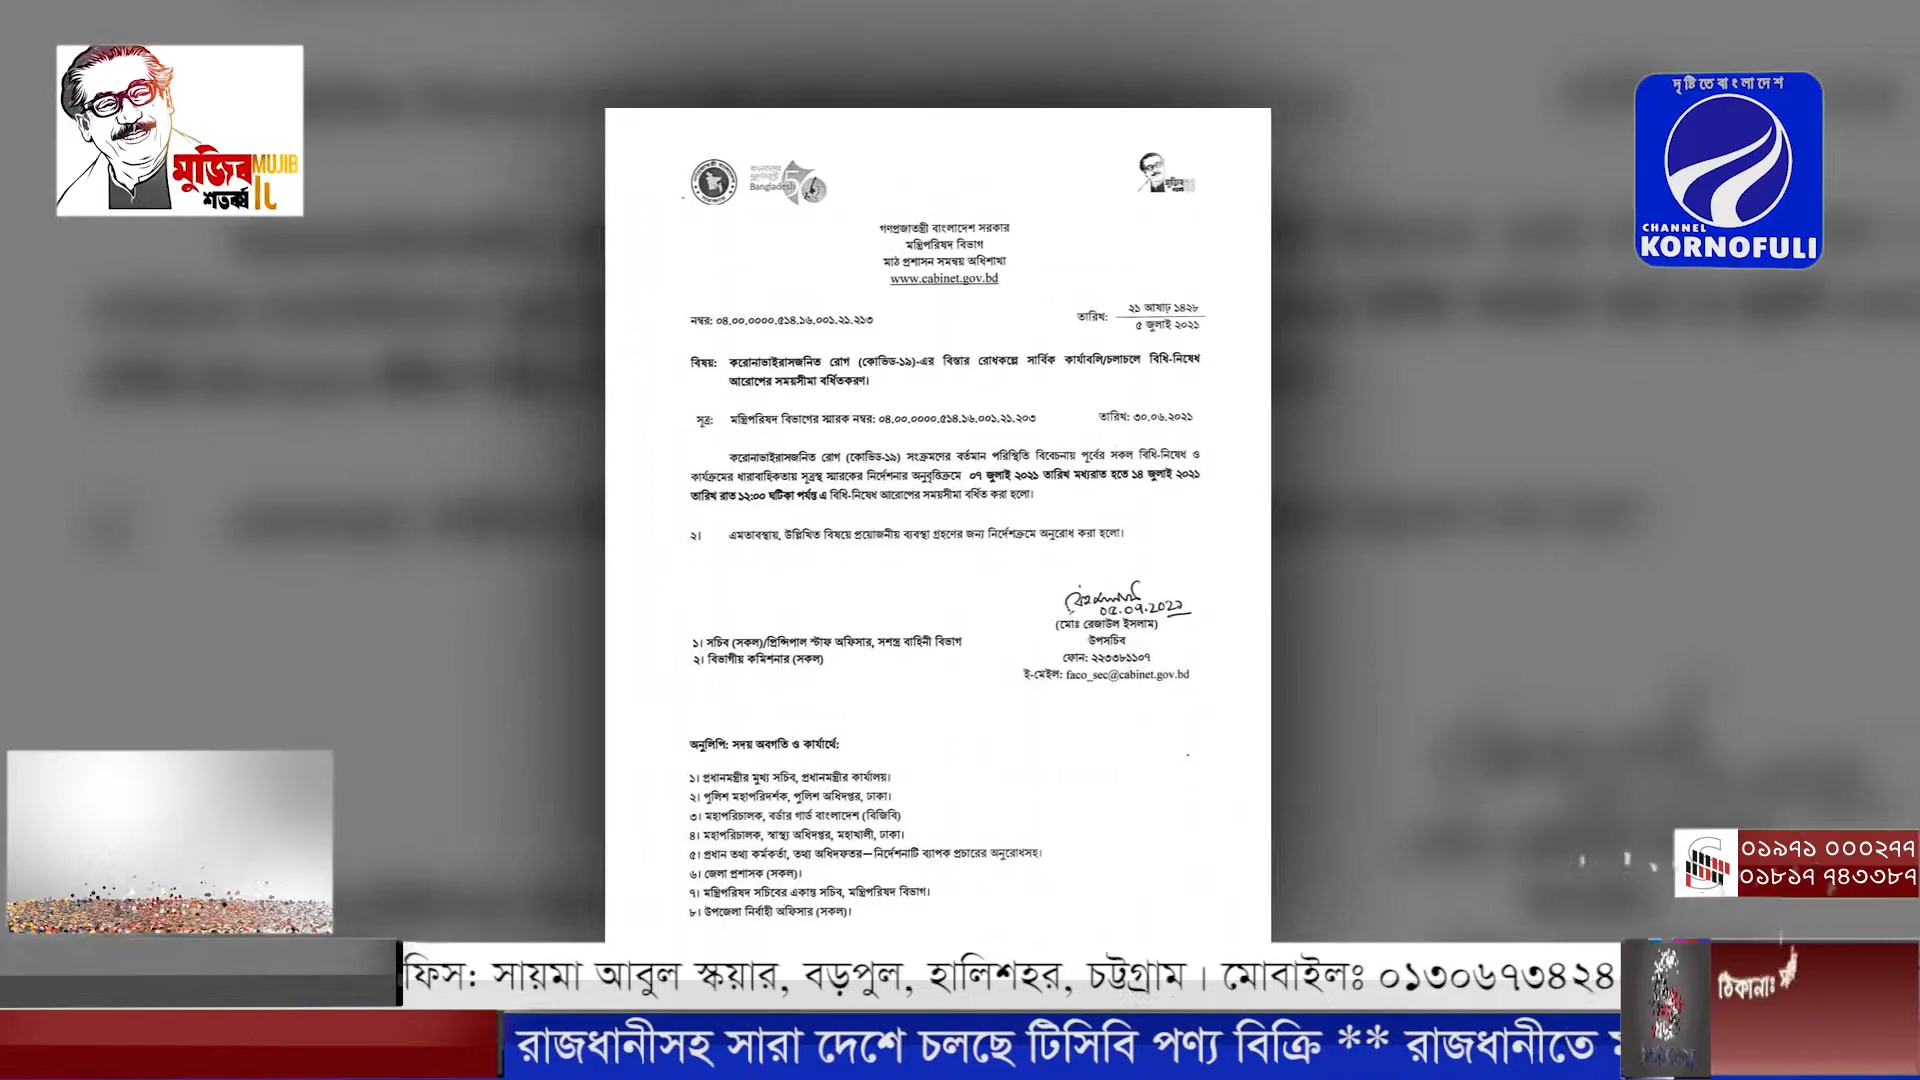 মুজিব MUJIB
শতবর্ষ
দৃষ্টিতে বাংলাদেশ
CHANNEL
KORNOFULI
Bangladesh 50
গণপ্রজাতন্ত্রী বাংলাদেশ সরকার
মন্ত্রিপরিষদ বিভাগ
মাঠ প্রশাসন সমন্বয় অধিশাখা
www.cabinet.gov.bd
নম্বর: ০৪.০০.০০০০.৫১৪.১৬.০০১.২১.২১৩
তারিখ: ২১ আষাঢ় ১৪২৮
৫ জুলাই ২০২১
বিষয়: করোনাভাইরাসজনিত রোগ (কোভিড-১৯)-এর বিস্তার রোধকল্পে সার্বিক কার্যাবলি/চলাচলে বিধি-নিষেধ
আরোপের সময়সীমা বর্ধিতকরণ।
সূত্র: মন্ত্রিপরিষদ বিভাগের স্মারক নম্বর: ০৪.০০.০০০০.৫১৪.১৬.০০১.২১.২০৩ তারিখ: ৩০.০৬.২০২১
করোনাভাইরাসজনিত রোগ (কোভিড-১৯) সংক্রমণের বর্তমান পরিস্থিতি বিবেচনায় পূর্বের সকল বিধি-নিষেধ ও
কার্যক্রমের ধারাবাহিকতায় সূত্রস্থ স্মারকের নির্দেশনার অনুবৃত্তিক্রমে ০৭ জুলাই ২০২১ তারিখ মধ্যরাত হতে ১৪ জুলাই ২০২১
তারিখ রাত ১২:০০ ঘটিকা পর্যন্ত এ বিধি-নিষেধ আরোপের সময়সীমা বর্ধিত করা হলো।
২। এমতাবস্থায়, উল্লিখিত বিষয়ে প্রয়োজনীয় ব্যবস্থা গ্রহণের জন্য নির্দেশক্রমে অনুরোধ করা হলো।
০৫.০৭.২০২১
(মোঃ রেজাউল ইসলাম)
উপসচিব
ফোন: ২২৩৩৮১১০৭
ই-মেইল: faco_sec@cabinet.gov.bd
১। সচিব (সকল)/প্রিন্সিপাল স্টাফ অফিসার, সশস্ত্র বাহিনী বিভাগ
২। বিভাগীয় কমিশনার (সকল)
অনুলিপি: সদয় অবগতি ও কার্যার্থে:
১। প্রধানমন্ত্রীর মুখ্য সচিব, প্রধানমন্ত্রীর কার্যালয়।
২। পুলিশ মহাপরিদর্শক, পুলিশ অধিদপ্তর, ঢাকা।
৩। মহাপরিচালক, বর্ডার গার্ড বাংলাদেশ (বিজিবি)
৪। মহাপরিচালক, স্বাস্থ্য অধিদপ্তর, মহাখালী, ঢাকা।
৫। প্রধান তথ্য কর্মকর্তা, তথ্য অধিদফতর—নির্দেশনাটি ব্যাপক প্রচারের অনুরোধসহ।
৬। জেলা প্রশাসক (সকল)।
৭। মন্ত্রিপরিষদ সচিবের একান্ত সচিব, মন্ত্রিপরিষদ বিভাগ।
৮। উপজেলা নির্বাহী অফিসার (সকল)।
০১৯৭১ ০০০২৭৭
০১৮১৭ ৭৪৩৩৮৭
ফিস: সায়মা আবুল স্কয়ার, বড়পুল, হালিশহর, চট্টগ্রাম। মোবাইলঃ ০১৩০৬৭৩৪২৪
ঠিকানাঃ
রাজধানীসহ সারা দেশে চলছে টিসিবি পণ্য বিক্রি ** রাজধানীতে